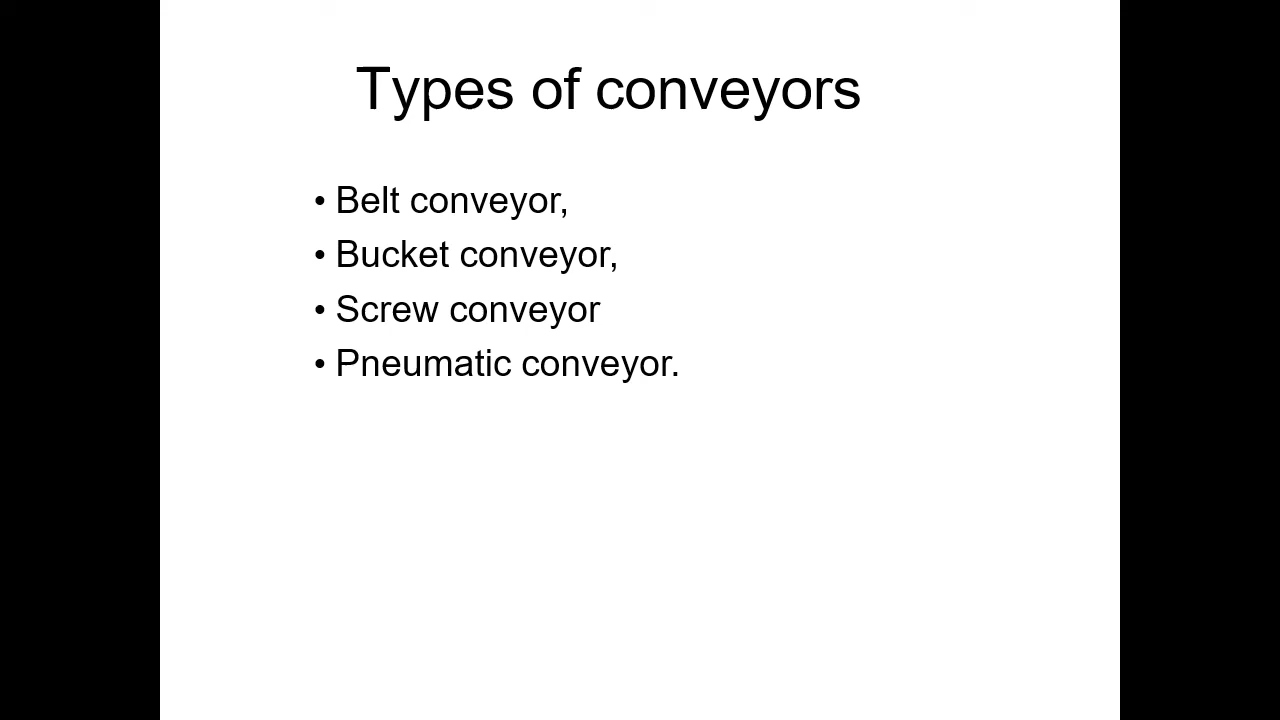 Types of conveyors
• Belt conveyor,
• Bucket conveyor,
• Screw conveyor
• Pneumatic conveyor.